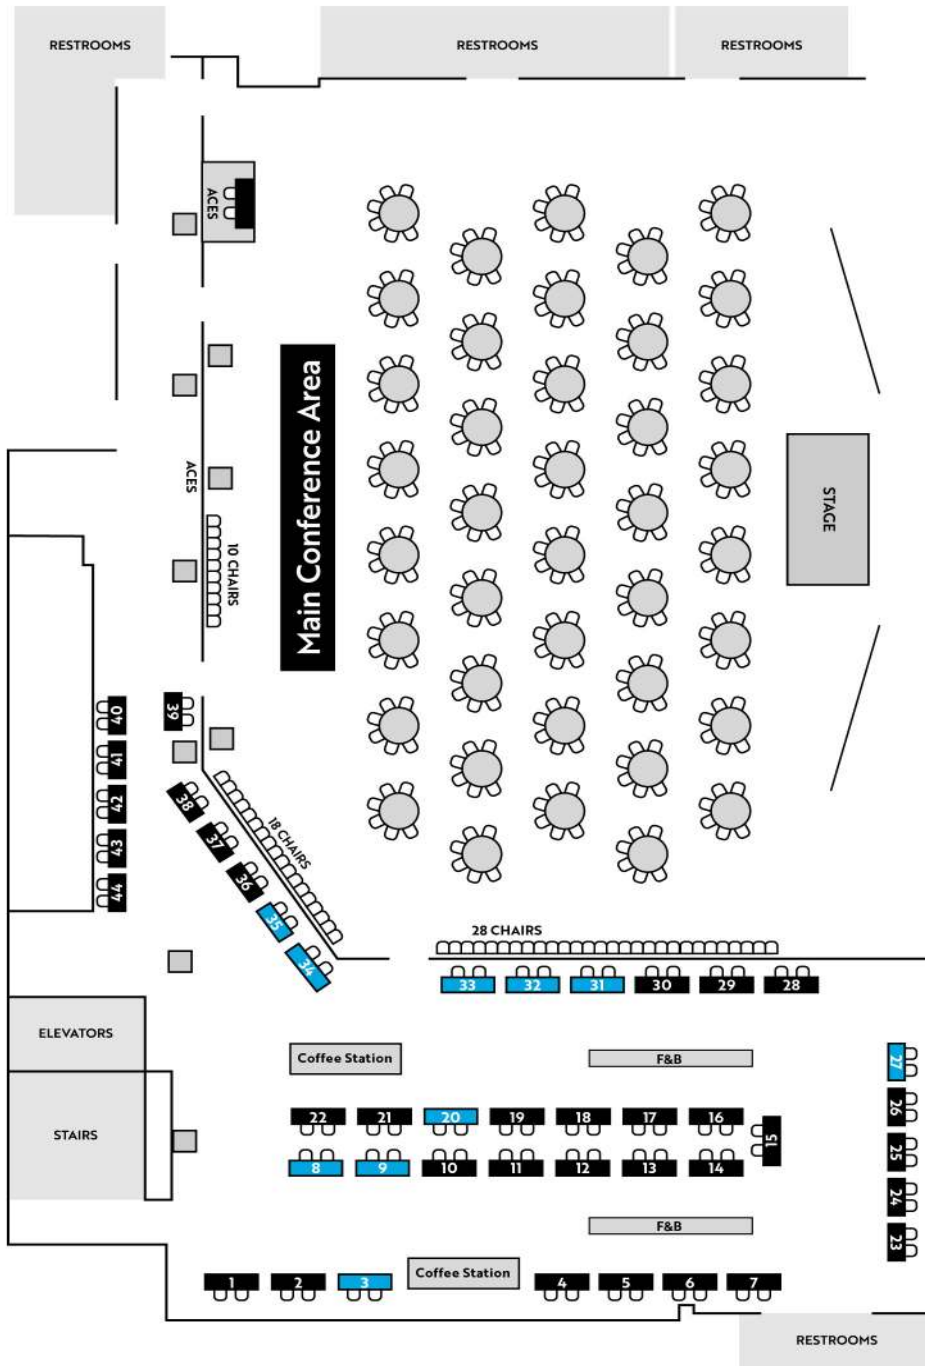 RESTROOMS
RESTROOMS
RESTROOMS
ACES
Main Conference Area
ACES
10 CHAIRS
STAGE
39
40
41
42
43
44
38
37
36
35
34
18 CHAIRS
28 CHAIRS
33
32
31
30
29
28
ELEVATORS
Coffee Station
F&B
27
26
25
24
23
STAIRS
22
21
20
19
18
17
16
15
8
9
10
11
12
13
14
F&B
Coffee Station
1
2
3
4
5
6
7
RESTROOMS